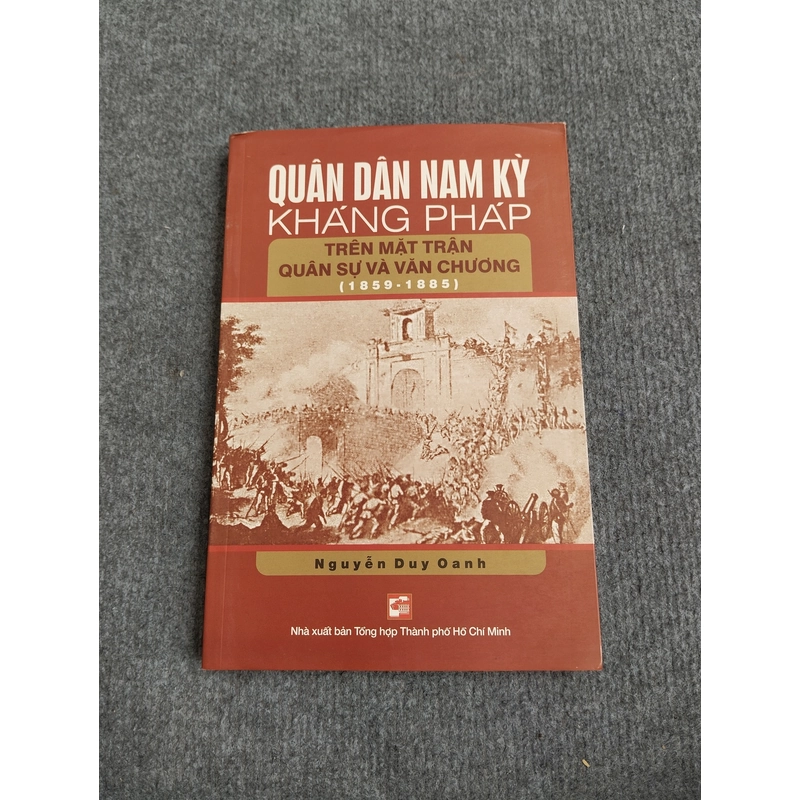 QUÂN DÂN NAM KỲ
KHÁNG PHÁP
TRÊN MẶT TRẬN
QUÂN SỰ VÀ VĂN CHƯƠNG
(1859-1885)
Nguyễn Duy Oanh
Nhà xuất bản Tổng hợp Thành phố Hồ Chí Minh